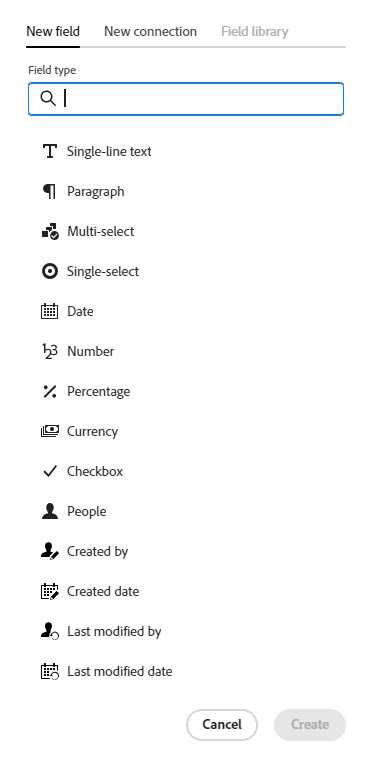 New field New connection Field library
Field type
Single-line text
Paragraph
Multi-select
Single-select
Date
Number
Percentage
Currency
Checkbox
People
Created by
Created date
Last modified by
Last modified date
Cancel Create